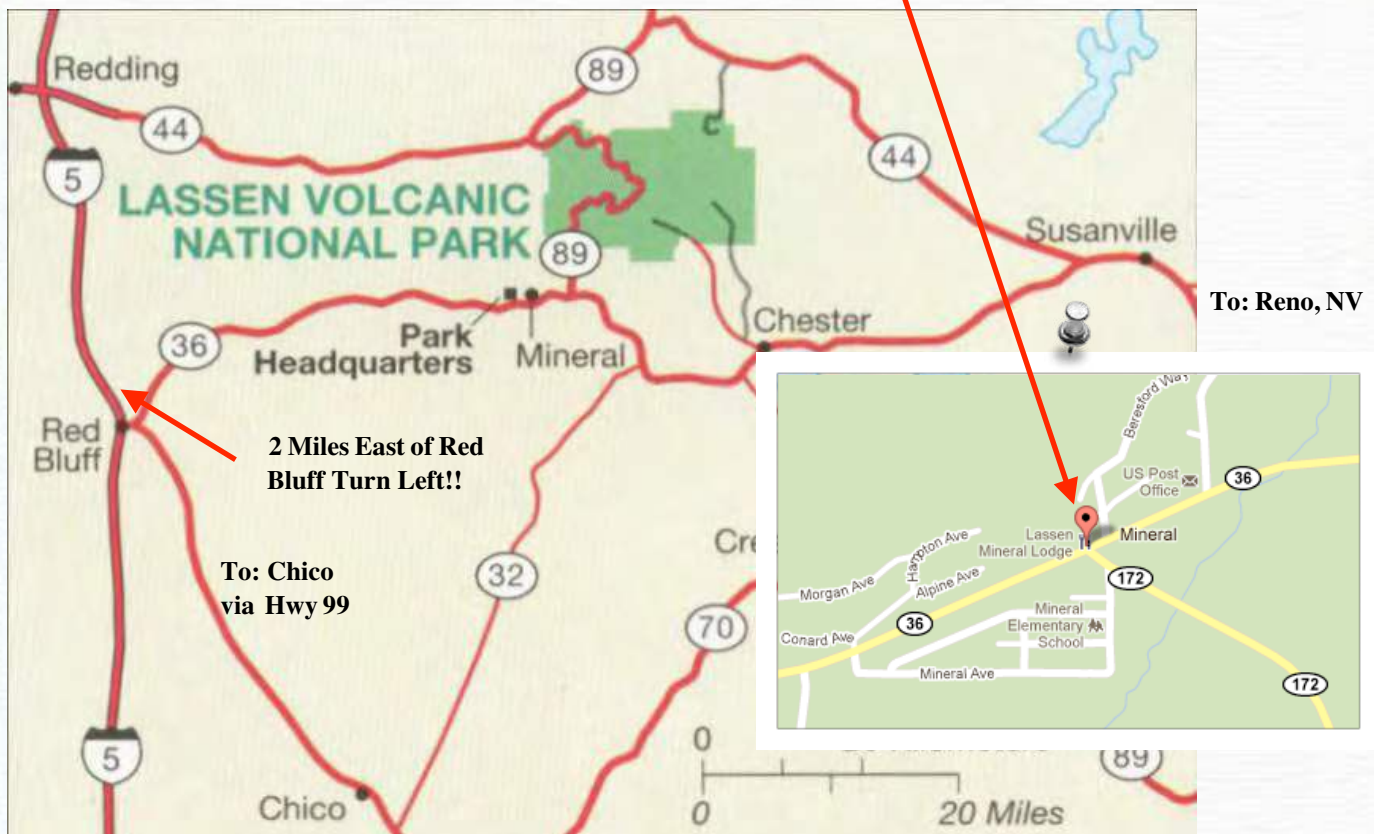 Redding
89
44
5
44
LASSEN VOLCANIC
NATIONAL PARK
89
Susanville
To: Reno, NV
Park
Headquarters
Mineral
Chester
36
Red
Bluff
2 Miles East of Red
Bluff Turn Left!!
To: Chico
via Hwy 99
32
Cre
70
5
Chico
0
0
20 Miles
89
Beresford Way
US Post
Office
36
Lassen
Mineral Lodge
Mineral
Hampton Ave
Morgan Ave
Alpine Ave
172
Mineral
Elementary
School
36
Conard Ave
Mineral Ave
172